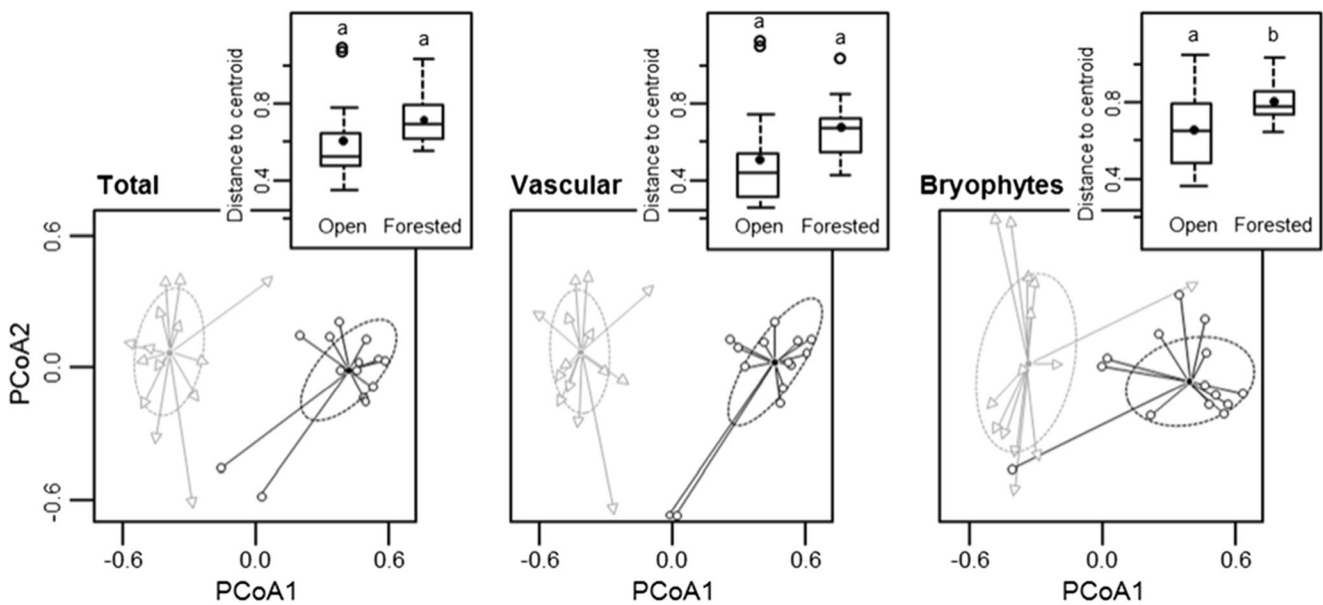 Total
Distance to centroid
0.8
0.4
a
a
Open Forested
Vascular
Distance to centroid
0.8
0.4
a
a
Open Forested
Bryophytes
Distance to centroid
0.8
0.4
a
b
Open Forested
PCoA2
0.6
0.0
-0.6
-0.6 0.0 0.6
PCoA1
-0.6 0.0 0.6
PCoA1
-0.6 0.0 0.6
PCoA1